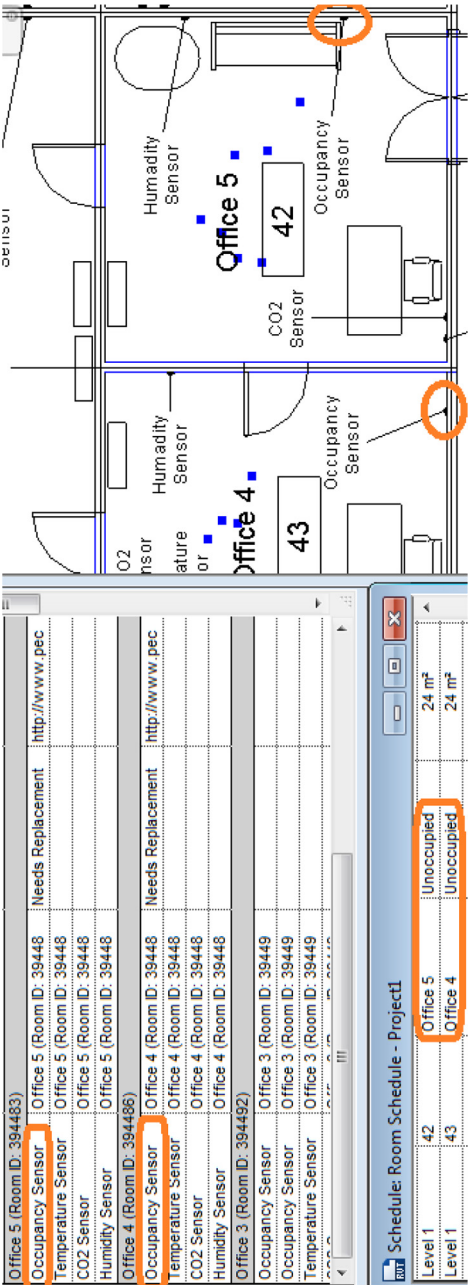 Office 5 (Room ID: 394483)
Occupancy Sensor Office 5 (Room ID: 39448 Needs Replacement http://www.pec
Temperature Sensor Office 5 (Room ID: 39448
CO2 Sensor Office 5 (Room ID: 39448
Humidity Sensor Office 5 (Room ID: 39448
Office 4 (Room ID: 394486)
Occupancy Sensor Office 4 (Room ID: 39448 Needs Replacement http://www.pec
Temperature Sensor Office 4 (Room ID: 39448
CO2 Sensor Office 4 (Room ID: 39448
Humidity Sensor Office 4 (Room ID: 39448
Office 3 (Room ID: 394492)
Occupancy Sensor Office 3 (Room ID: 39449
Occupancy Sensor Office 3 (Room ID: 39449
Temperature Sensor Office 3 (Room ID: 39449
Schedule: Room Schedule - Project1
Level 1 42 Office 5 Unoccupied 24 m²
Level 1 43 Office 4 Unoccupied 24 m²
Sensor
O2
nsor
ature
or
Humadity
Sensor
Office 4
43
Occupancy
Sensor
Humadity
Sensor
Office 5
42
CO2
Sensor
Occupancy
Sensor